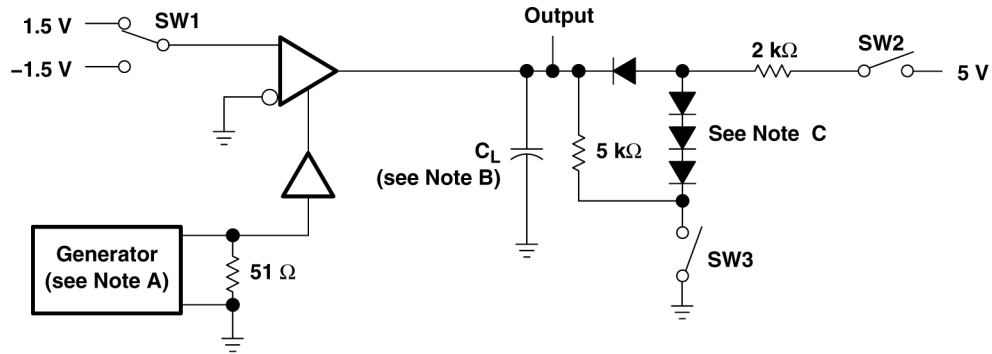 Output
1.5 V
SW1
−1.5 V
2 kΩ
SW2
5 V
See Note C
CL
(see Note B)
5 kΩ
Generator
(see Note A)
51 Ω
SW3